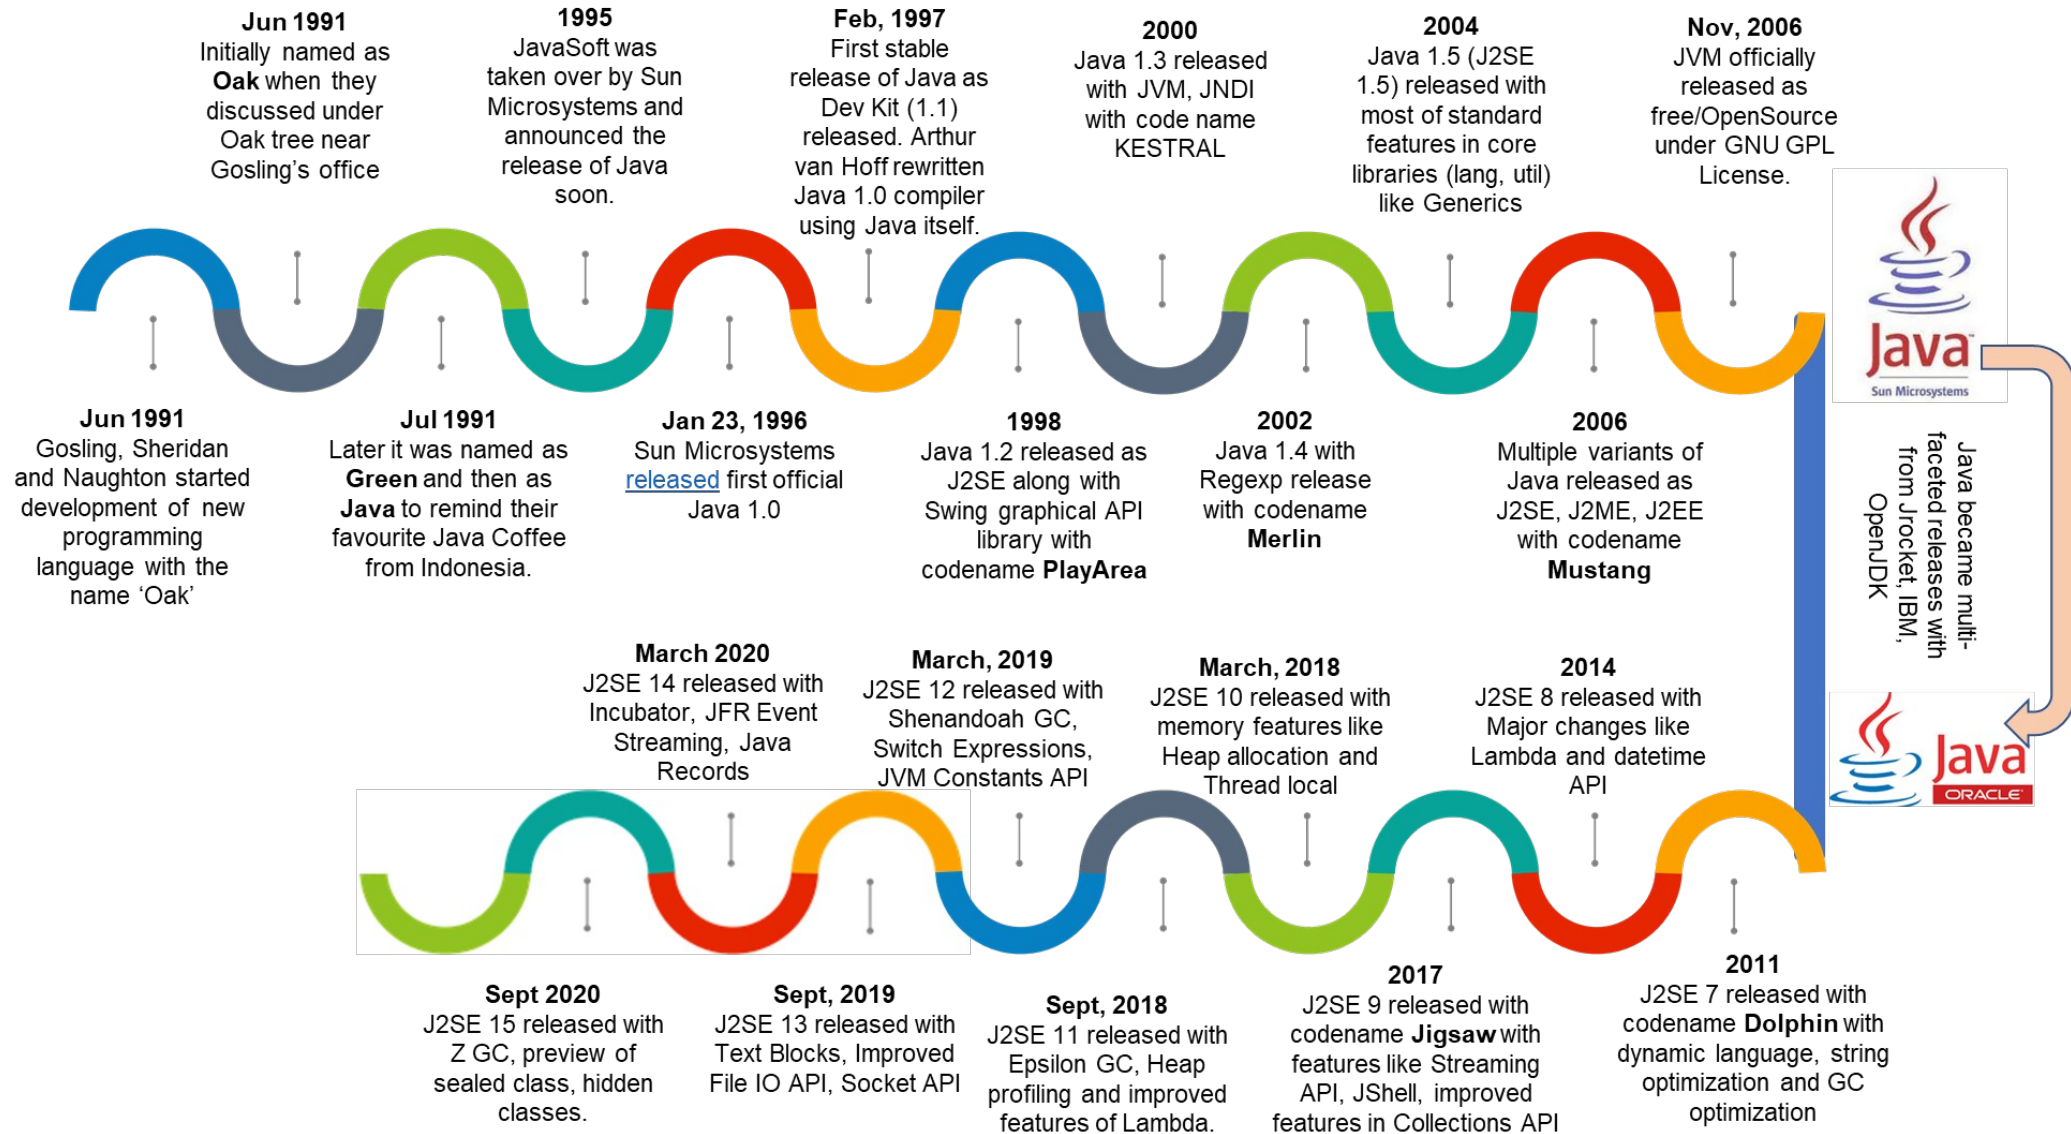 Jun 1991
Initially named as
Oak when they
discussed under
Oak tree near
Gosling's office
1995
JavaSoft was
taken over by Sun
Microsystems and
announced the
release of Java
soon.
Feb, 1997
First stable
release of Java as
Dev Kit (1.1)
released. Arthur
van Hoff rewritten
Java 1.0 compiler
using Java itself.
2000
Java 1.3 released
with JVM, JNDI
with code name
KESTRAL
2004
Java 1.5 (J2SE
1.5) released with
most of standard
features in core
libraries (lang, util)
like Generics
Nov, 2006
JVM officially
released as
free/OpenSource
under GNU GPL
License.
Java™
Sun Microsystems
Jun 1991
Gosling, Sheridan
and Naughton started
development of new
programming
language with the
name ‘Oak’
Jul 1991
Later it was named as
Green and then as
Java to remind their
favourite Java Coffee
from Indonesia.
Jan 23, 1996
Sun Microsystems
released first official
Java 1.0
1998
Java 1.2 released as
J2SE along with
Swing graphical API
library with
codename PlayArea
2002
Java 1.4 with
Regexp release
with codename
Merlin
2006
Multiple variants of
Java released as
J2SE, J2ME, J2EE
with codename
Mustang
Java became multi-
faceted releases with
from Jrocket, IBM,
OpenJDK
March 2020
J2SE 14 released with
Incubator, JFR Event
Streaming, Java
Records
March, 2019
J2SE 12 released with
Shenandoah GC,
Switch Expressions,
JVM Constants API
March, 2018
J2SE 10 released with
memory features like
Heap allocation and
Thread local
2014
J2SE 8 released with
Major changes like
Lambda and datetime
API
Java
ORACLE
Sept 2020
J2SE 15 released with
Z GC, preview of
sealed class, hidden
classes.
Sept, 2019
J2SE 13 released with
Text Blocks, Improved
File IO API, Socket API
Sept, 2018
J2SE 11 released with
Epsilon GC, Heap
profiling and improved
features of Lambda.
2017
J2SE 9 released with
codename Jigsaw with
features like Streaming
API, JShell, improved
features in Collections API
2011
J2SE 7 released with
codename Dolphin with
dynamic language, string
optimization and GC
optimization